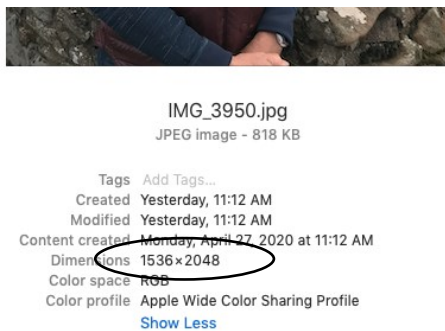 IMG_3950.jpg
JPEG image - 818 KB
Tags Add Tags...
Created Yesterday, 11:12 AM
Modified Yesterday, 11:12 AM
Content created Monday, April 27, 2020 at 11:12 AM
Dimensions 1536×2048
Color space RGB
Color profile Apple Wide Color Sharing Profile
Show Less